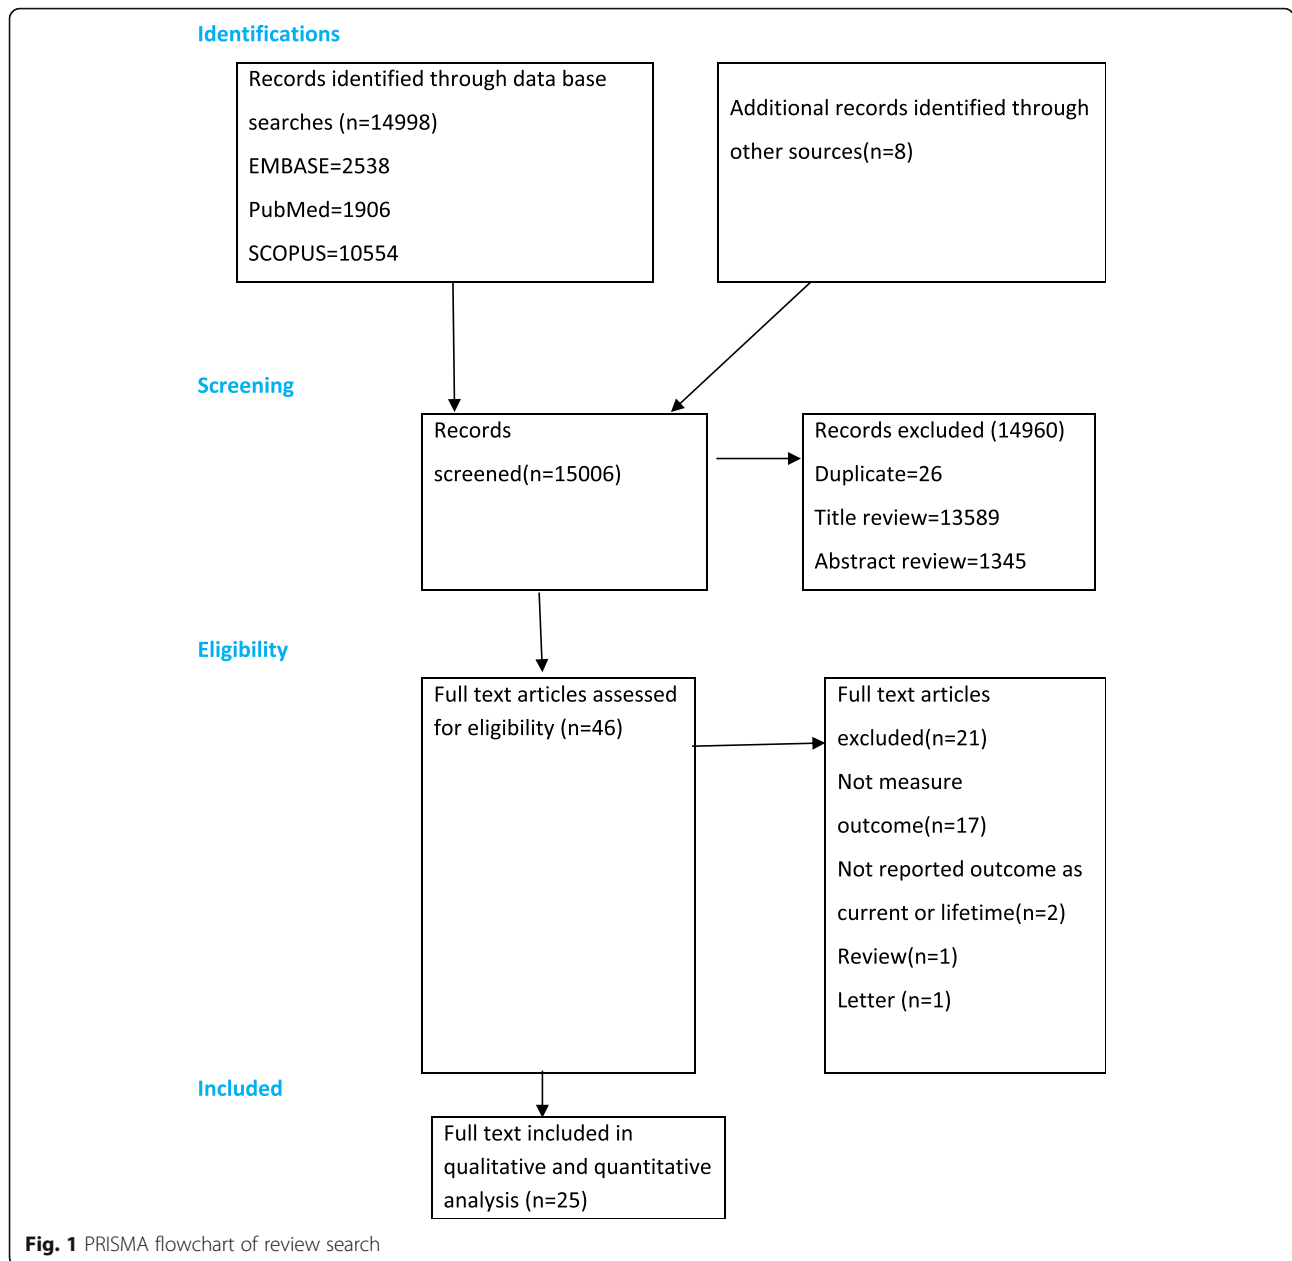 Identifications
Records identified through data base
searches (n=14998)
EMBASE=2538
PubMed=1906
SCOPUS=10554
Additional records identified through
other sources(n=8)
Screening
Records
screened(n=15006)
Records excluded (14960)
Duplicate=26
Title review=13589
Abstract review=1345
Eligibility
Full text articles assessed
for eligibility (n=46)
Full text articles
excluded(n=21)
Not measure
outcome(n=17)
Not reported outcome as
current or lifetime(n=2)
Review(n=1)
Letter (n=1)
Included
Full text included in
qualitative and quantitative
analysis (n=25)
Fig. 1 PRISMA flowchart of review search